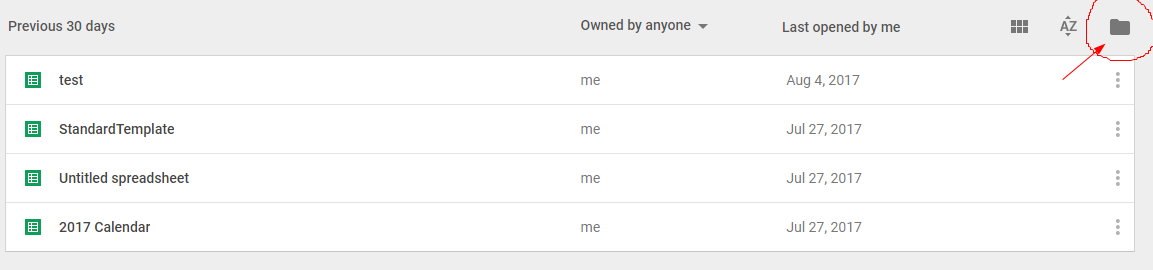 Previous 30 days Owned by anyone Last opened by me AZ
test me Aug 4, 2017
StandardTemplate me Jul 27, 2017
Untitled spreadsheet me Jul 27, 2017
2017 Calendar me Jul 27, 2017